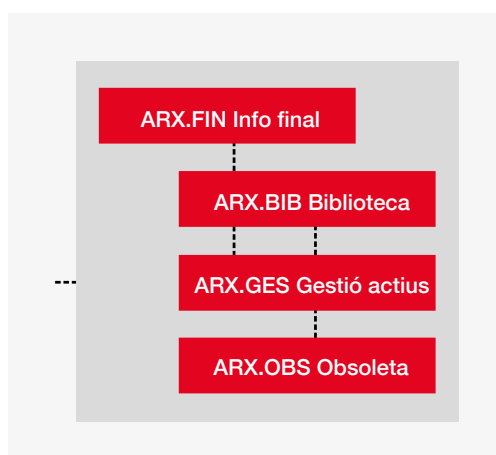 ARX.FIN Info final
ARX.BIB Biblioteca
ARX.GES Gestió actius
ARX.OBS Obsoleta